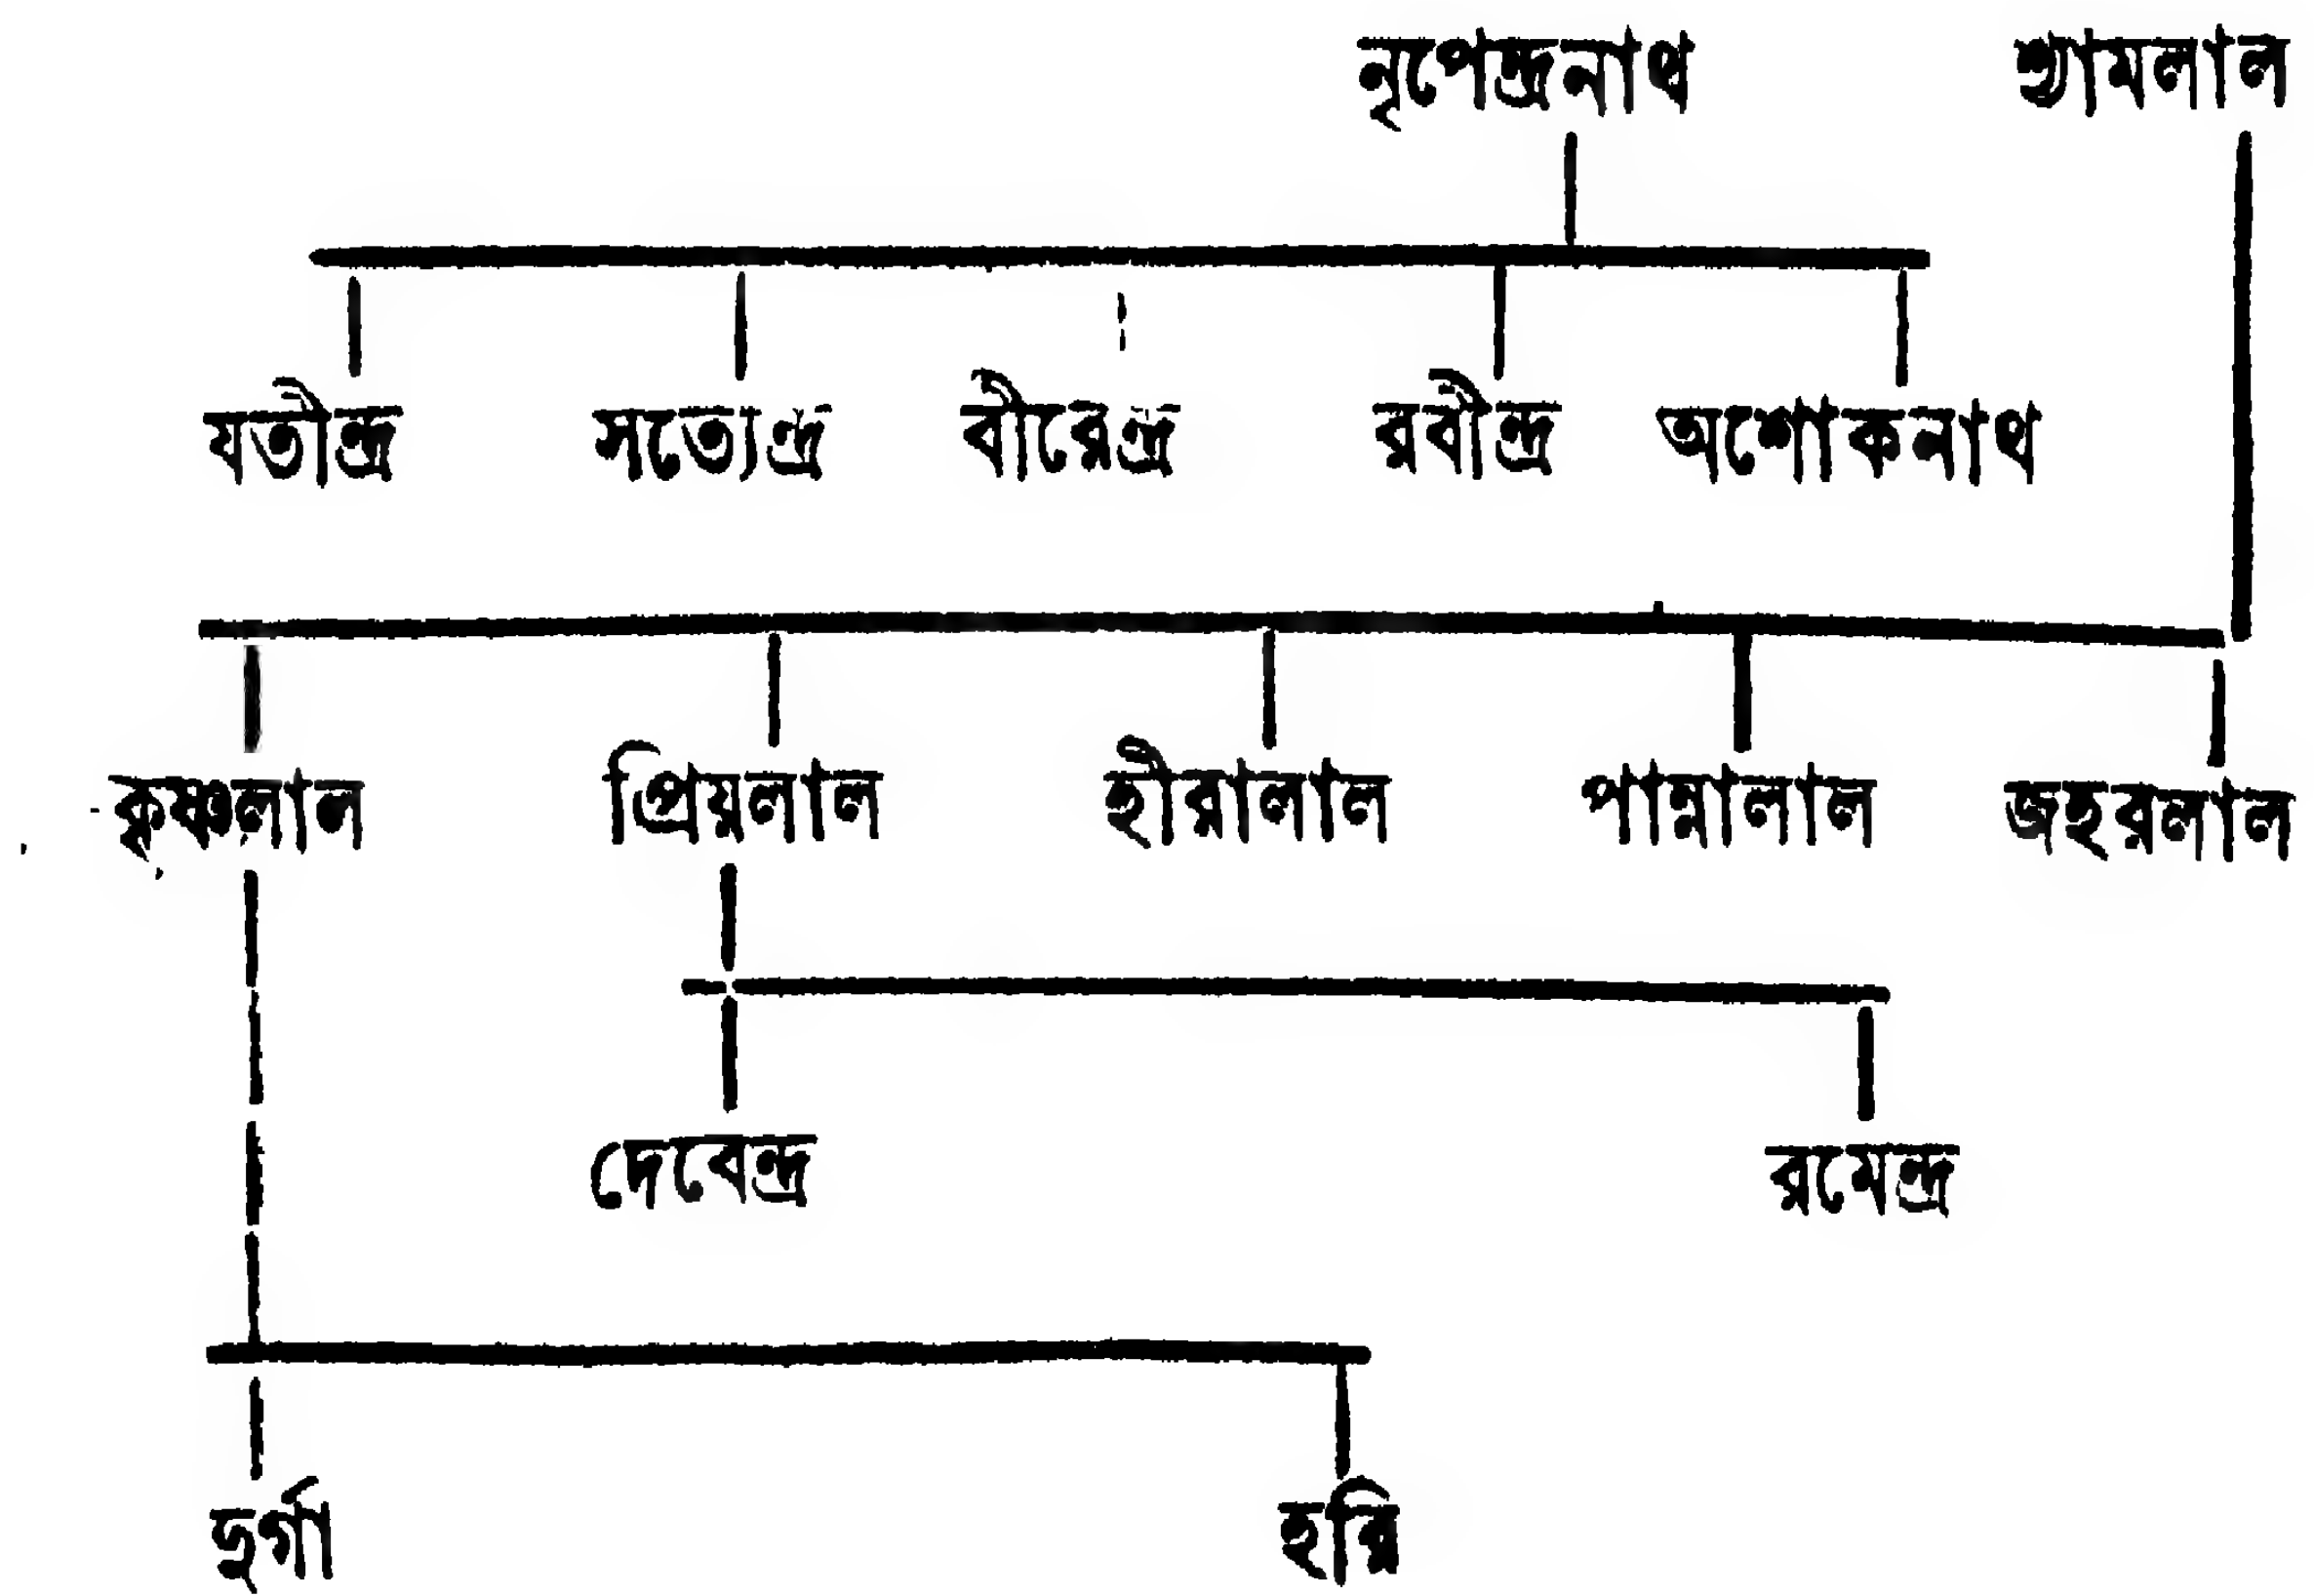 নৃপেন্দ্রনাথ শ্যামলাল
যতীন্দ্র সত্যেন্দ্র বীরেন্দ্র রবীন্দ্র অশোকনাথ
কৃষ্ণলাল প্রিয়লাল হীরালাল পান্নালাল জহরলাল
দেবেন্দ্র রমেন্দ্র
দুর্গা হরি